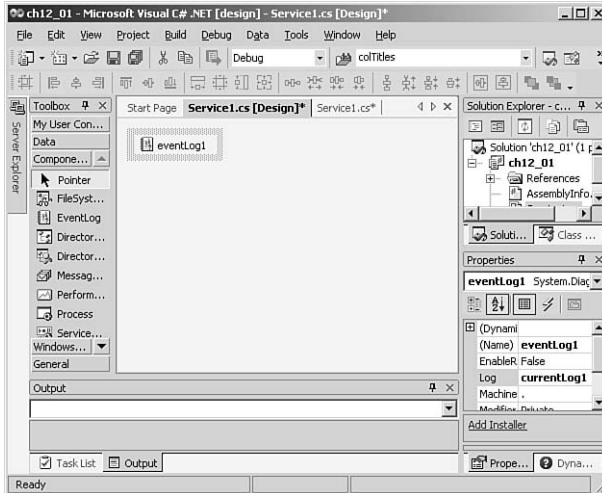 ch12_01 - Microsoft Visual C# .NET [design] - Service1.cs [Design]*
File Edit View Project Build Debug Data Tools Window Help
Debug
colTitles
Server Explorer
Toolbox
My User Con...
Data
Compone...
Pointer
FileSyst...
EventLog
Director...
Director...
Messag...
Perform...
Process
Service...
Windows...
General
Start Page Service1.cs [Design]* Service1.cs*
eventLog1
Solution Explorer - c...
Solution 'ch12_01' (1 p
ch12_01
References
AssemblyInfo.
Soluti... Class ...
Properties
eventLog1 System.Diag
(Dynami
(Name) eventLog1
EnableR False
Log currentLog1
Machine .
Modifier Private
Add Installer
Prope... Dyna...
Output
Task List Output
Ready